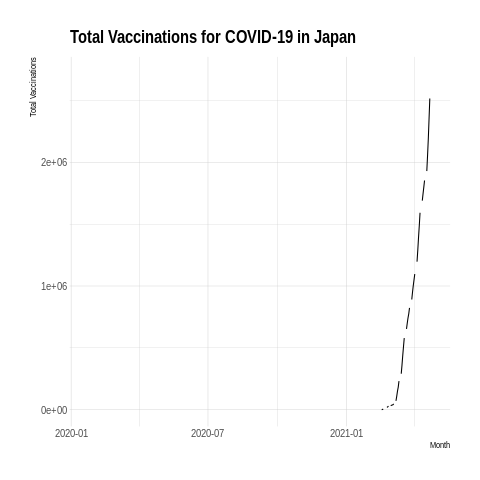 Total Vaccinations for COVID-19 in Japan
Total Vaccinations
2e+06
1e+06
0e+00
2020-01 2020-07 2021-01
Month